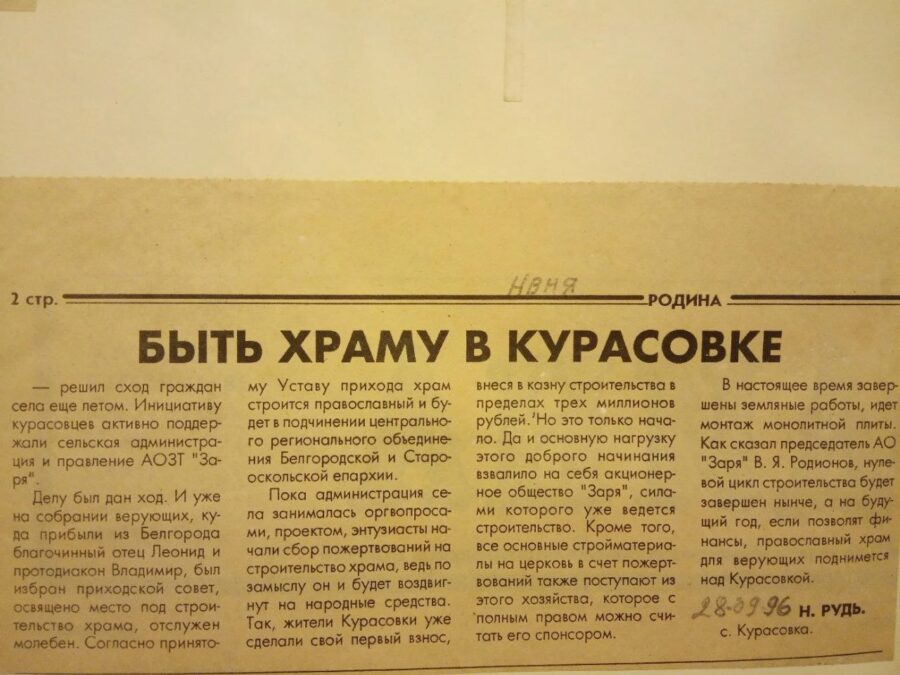 ИВНЯ
2 стр. РОДИНА
БЫТЬ ХРАМУ В КУРАСОВКЕ
— решил сход граждан
села еще летом. Инициативу
курасовцев активно поддер-
жали сельская администра-
ция и правление АОЗТ "За-
ря".
Делу был дан ход. И уже
на собрании верующих, ку-
да прибыли из Белгорода
благочинный отец Леонид и
протодиакон Владимир, был
избран приходской совет,
освящено место под строи-
тельство храма, отслужен
молебен. Согласно принято-
му Уставу прихода храм
строится православный и бу-
дет в подчинении центрально-
го регионального объедине-
ния Белгородской и Старо-
оскольской епархии.
Пока администрация се-
ла занималась оргвопроса-
ми, проектом, энтузиасты на-
чали сбор пожертвований на
строительство храма, ведь по
замыслу он и будет воздвиг-
нут на народные средства.
Так, жители Курасовки уже
сделали свой первый взнос,
внеся в казну строительства в
пределах трех миллионов
рублей. Но это только нача-
ло. Да и основную нагрузку
этого доброго начинания
взвалило на себя акционер-
ное общество "Заря", сила-
ми которого уже ведется
строительство. Кроме того,
все основные стройматериа-
лы на церковь в счет пожерт-
вований также поступают из
этого хозяйства, которое с
полным правом можно счи-
тать его спонсором.
В настоящее время завер-
шены земляные работы, идет
монтаж монолитной плиты.
Как сказал председатель АО
"Заря" В. Я. Родионов, нуле-
вой цикл строительства будет
завершен нынче, а на буду-
щий год, если позволят фи-
нансы, православный храм
для верующих поднимется
над Курасовкой.
28-09 96 Н. РУДЬ.
с. Курасовка.